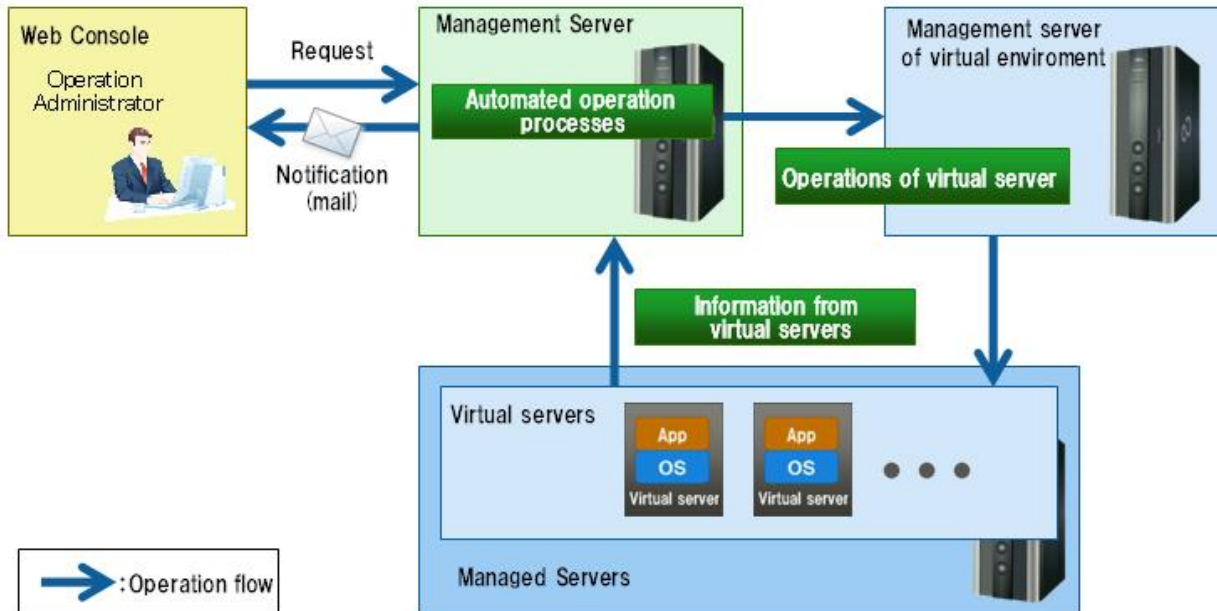 Web Console
Operation
Administrator
Request
Notification
(mail)
Management Server
Automated operation
processes
Management server
of virtual enviroment
Operations of virtual server
Information from
virtual servers
Virtual servers
App
OS
Virtual server
App
OS
Virtual server
Managed Servers
:Operation flow